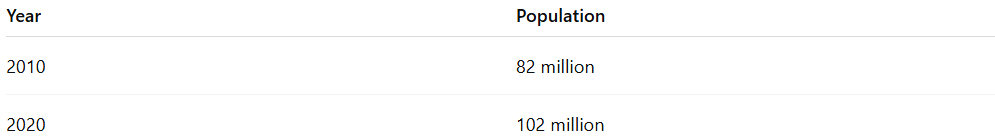 Year Population
2010 82 million
2020 102 million